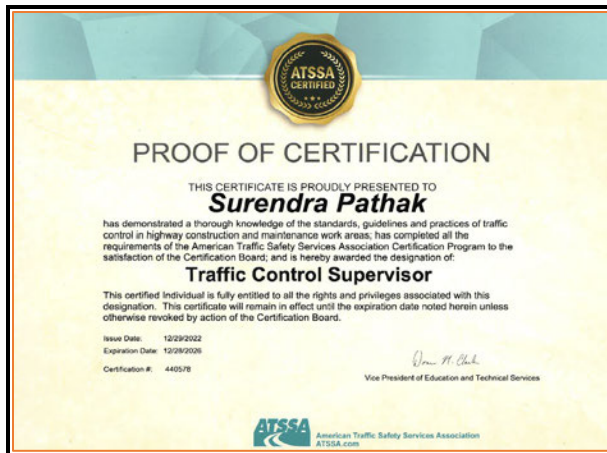 ATSSA
CERTIFIED
PROOF OF CERTIFICATION
THIS CERTIFICATE IS PROUDLY PRESENTED TO
Surendra Pathak
has demonstrated a thorough knowledge of the standards, guidelines and practices of traffic
control in highway construction and maintenance work areas; has completed all the
requirements of the American Traffic Safety Services Association Certification Program to the
satisfaction of the Certification Board; and is hereby awarded the designation of:
Traffic Control Supervisor
This certified Individual is fully entitled to all the rights and privileges associated with this
designation. This certificate will remain in effect until the expiration date noted herein unless
otherwise revoked by action of the Certification Board.
Issue Date: 12/29/2022
Expiration Date: 12/28/2026
Certification #: 440578
Vice President of Education and Technical Services
ATSSA
American Traffic Safety Services Association
ATSSA.com